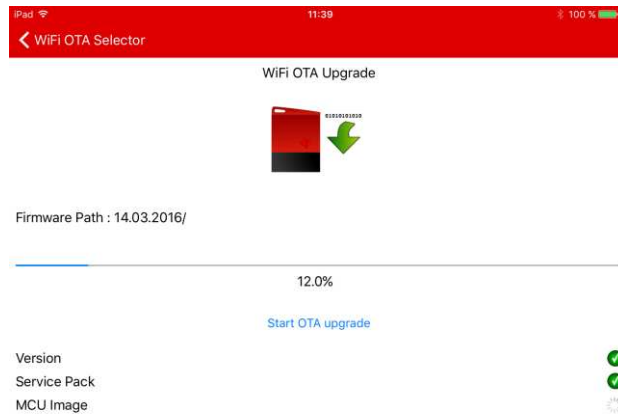 iPad 11:39 100 %
WiFi OTA Selector
WiFi OTA Upgrade
01010101010
Firmware Path : 14.03.2016/
12.0%
Start OTA upgrade
Version
Service Pack
MCU Image